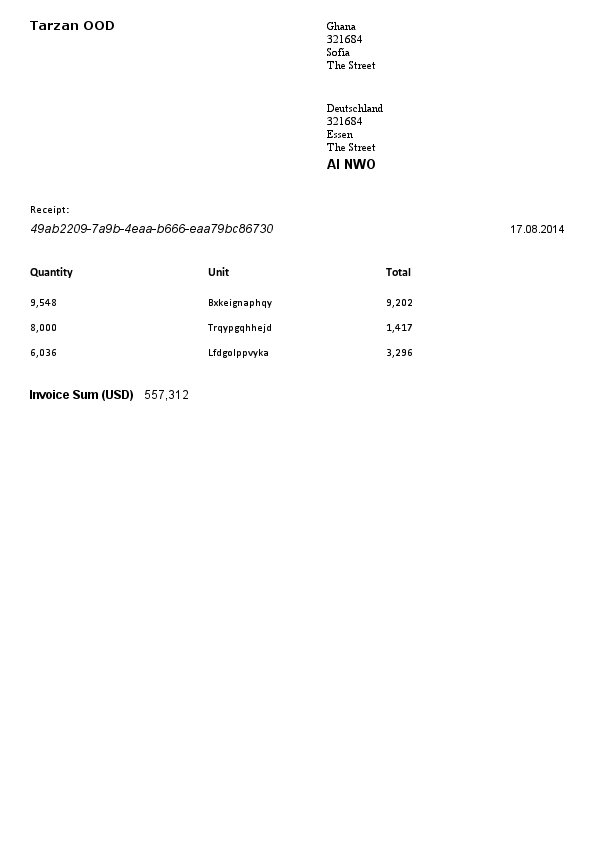 Tarzan OOD
Ghana
321684
Sofia
The Street
Deutschland
321684
Essen
The Street
AI NWO
Receipt:
49ab2209-7a9b-4eaa-b666-eaa79bc86730 17.08.2014
Quantity Unit Total
9,548 Bxkeignaphqy 9,202
8,000 Trqypgqhhejd 1,417
6,036 Lfdgolppvyka 3,296
Invoice Sum (USD) 557,312